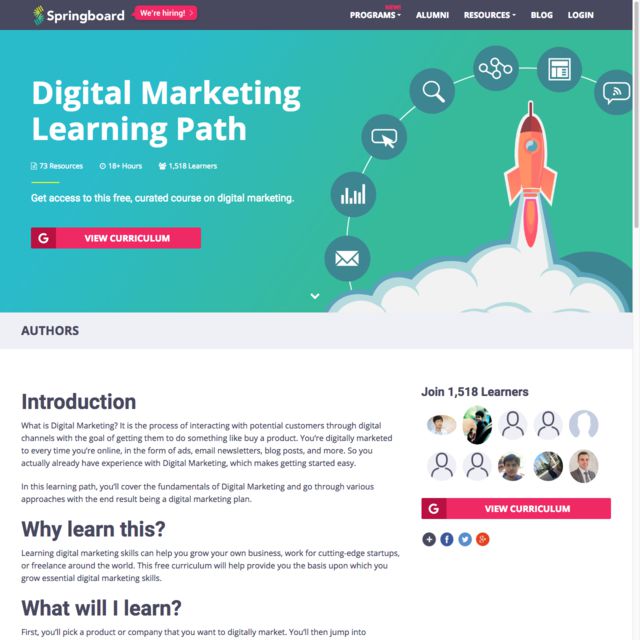 Springboard
We're hiring!
NEW!
PROGRAMS
ALUMNI
RESOURCES
BLOG
LOGIN
Digital Marketing
Learning Path
73 Resources
18+ Hours
1,518 Learners
Get access to this free, curated course on digital marketing.
G
VIEW CURRICULUM
AUTHORS
Introduction
What is Digital Marketing? It is the process of interacting with potential customers through digital
channels with the goal of getting them to do something like buy a product. You're digitally marketed
to every time you're online, in the form of ads, email newsletters, blog posts, and more. So you
actually already have experience with Digital Marketing, which makes getting started easy.
In this learning path, you'll cover the fundamentals of Digital Marketing and go through various
approaches with the end result being a digital marketing plan.
Why learn this?
Learning digital marketing skills can help you grow your own business, work for cutting-edge startups,
or freelance around the world. This free curriculum will help provide you the basis upon which you
grow essential digital marketing skills.
What will I learn?
First, you'll pick a product or company that you want to digitally market. You'll then jump into
Join 1,518 Learners
G
VIEW CURRICULUM